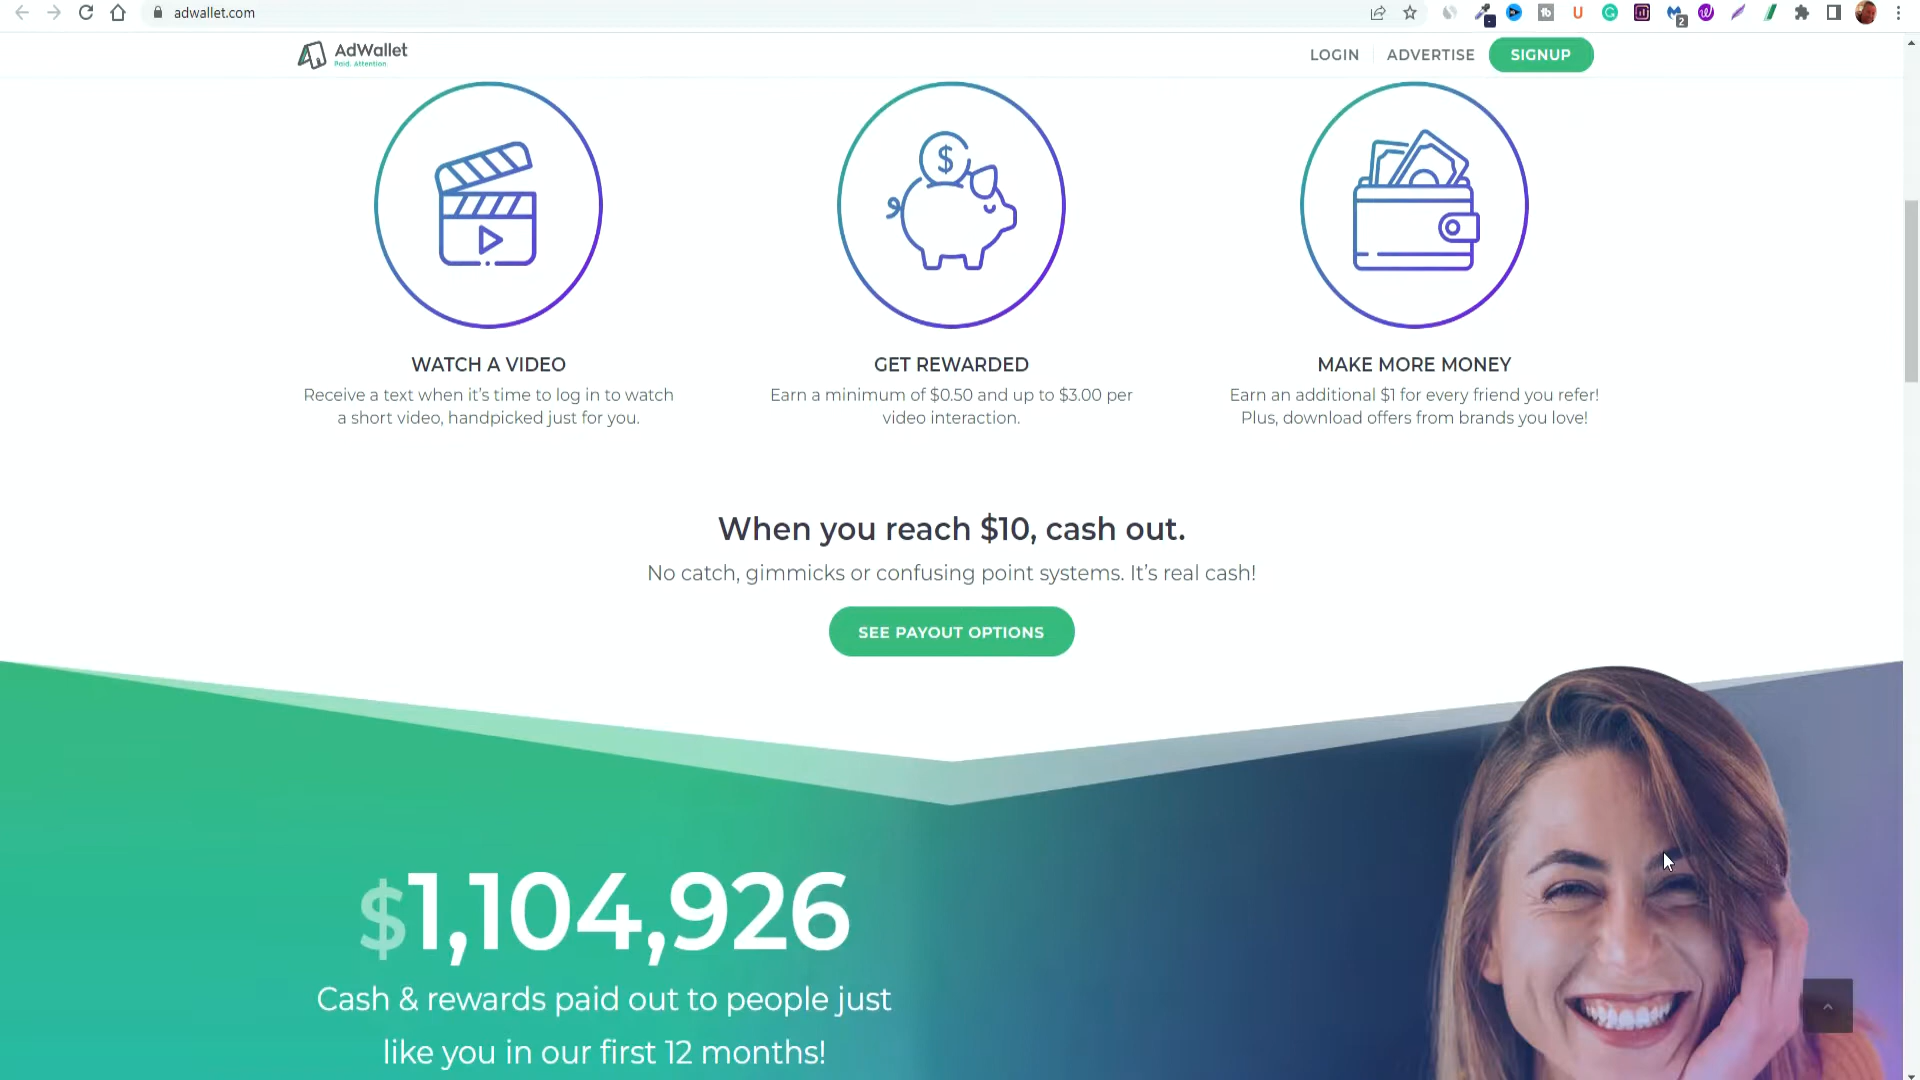 adwallet.com
AdWallet
Paid. Attention.
LOGIN
ADVERTISE
SIGNUP
$
WATCH A VIDEO
Receive a text when it’s time to log in to watch
a short video, handpicked just for you.
GET REWARDED
Earn a minimum of $0.50 and up to $3.00 per
video interaction.
MAKE MORE MONEY
Earn an additional $1 for every friend you refer!
Plus, download offers from brands you love!
When you reach $10, cash out.
No catch, gimmicks or confusing point systems. It’s real cash!
SEE PAYOUT OPTIONS
$1,104,926
Cash & rewards paid out to people just
like you in our first 12 months!